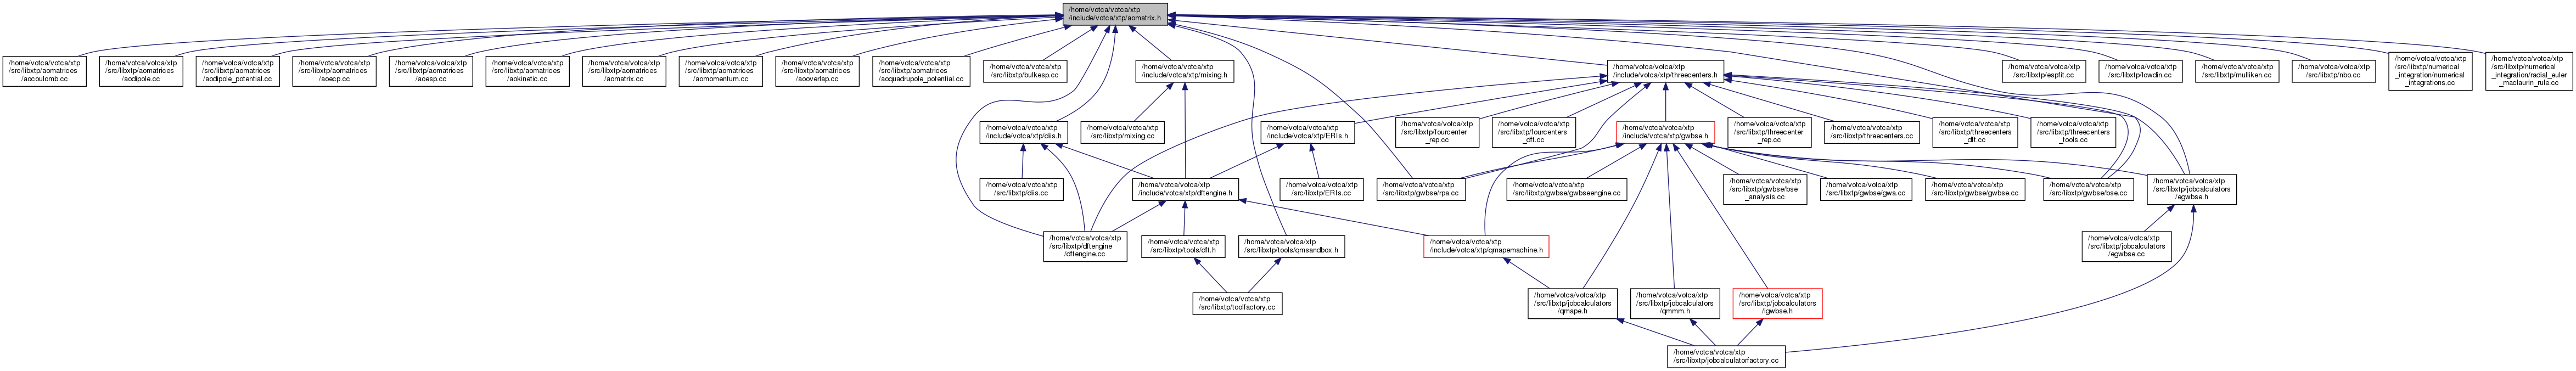 /home/votca/votca/xtp
/include/votca/xtp/aomatrix.h
/home/votca/votca/xtp
/src/libxtp/aomatrices
/aocoulomb.cc
/home/votca/votca/xtp
/src/libxtp/aomatrices
/aodipole.cc
/home/votca/votca/xtp
/src/libxtp/aomatrices
/aodipole_potential.cc
/home/votca/votca/xtp
/src/libxtp/aomatrices
/aoecp.cc
/home/votca/votca/xtp
/src/libxtp/aomatrices
/aoesp.cc
/home/votca/votca/xtp
/src/libxtp/aomatrices
/aokinetic.cc
/home/votca/votca/xtp
/src/libxtp/aomatrices
/aomatrix.cc
/home/votca/votca/xtp
/src/libxtp/aomatrices
/aomomentum.cc
/home/votca/votca/xtp
/src/libxtp/aomatrices
/aooverlap.cc
/home/votca/votca/xtp
/src/libxtp/aomatrices
/aoquadrupole_potential.cc
/home/votca/votca/xtp
/src/libxtp/bulkesp.cc
/home/votca/votca/xtp
/include/votca/xtp/mixing.h
/home/votca/votca/xtp
/include/votca/xtp/threecenters.h
/home/votca/votca/xtp
/src/libxtp/espfit.cc
/home/votca/votca/xtp
/src/libxtp/lowdin.cc
/home/votca/votca/xtp
/src/libxtp/mulliken.cc
/home/votca/votca/xtp
/src/libxtp/nbo.cc
/home/votca/votca/xtp
/src/libxtp/numerical
_integration/numerical
_integrations.cc
/home/votca/votca/xtp
/src/libxtp/numerical
_integration/radial_euler
_maclaurin_rule.cc
/home/votca/votca/xtp
/include/votca/xtp/diis.h
/home/votca/votca/xtp
/src/libxtp/mixing.cc
/home/votca/votca/xtp
/include/votca/xtp/ERIs.h
/home/votca/votca/xtp
/src/libxtp/fourcenter
_rep.cc
/home/votca/votca/xtp
/src/libxtp/fourcenters
_dft.cc
/home/votca/votca/xtp
/include/votca/xtp/gwbse.h
/home/votca/votca/xtp
/src/libxtp/threecenter
_rep.cc
/home/votca/votca/xtp
/src/libxtp/threecenters.cc
/home/votca/votca/xtp
/src/libxtp/threecenters
_dft.cc
/home/votca/votca/xtp
/src/libxtp/threecenters
_tools.cc
/home/votca/votca/xtp
/src/libxtp/diis.cc
/home/votca/votca/xtp
/include/votca/xtp/dftengine.h
/home/votca/votca/xtp
/src/libxtp/ERIs.cc
/home/votca/votca/xtp
/src/libxtp/gwbse/rpa.cc
/home/votca/votca/xtp
/src/libxtp/gwbse/gwbseengine.cc
/home/votca/votca/xtp
/src/libxtp/gwbse/bse
_analysis.cc
/home/votca/votca/xtp
/src/libxtp/gwbse/gwa.cc
/home/votca/votca/xtp
/src/libxtp/gwbse/gwbse.cc
/home/votca/votca/xtp
/src/libxtp/gwbse/bse.cc
/home/votca/votca/xtp
/src/libxtp/jobcalculators
/egwbse.h
/home/votca/votca/xtp
/src/libxtp/dftengine
/dftengine.cc
/home/votca/votca/xtp
/src/libxtp/tools/dft.h
/home/votca/votca/xtp
/src/libxtp/tools/qmsandbox.h
/home/votca/votca/xtp
/include/votca/xtp/qmapemachine.h
/home/votca/votca/xtp
/src/libxtp/jobcalculators
/egwbse.cc
/home/votca/votca/xtp
/src/libxtp/toolfactory.cc
/home/votca/votca/xtp
/src/libxtp/jobcalculators
/qmape.h
/home/votca/votca/xtp
/src/libxtp/jobcalculators
/qmmm.h
/home/votca/votca/xtp
/src/libxtp/jobcalculators
/igwbse.h
/home/votca/votca/xtp
/src/libxtp/jobcalculatorfactory.cc